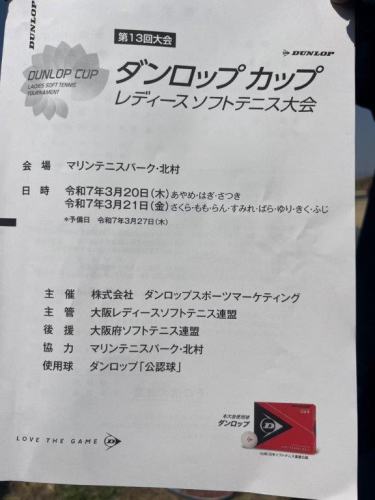 DUNLOP
第13回大会
DUNLOP
DUNLOP CUP
LADIES SOFT TENNIS
TOURNAMENT
ダンロップ カップ
レディース ソフトテニス大会
会 場 マリンテニスパーク・北村
日 時 令和7年3月20日(木)あやめ・はぎ・さつき
令和7年3月21日(金)さくら・もも・らん・すみれ・ばら・ゆり・きく・ふじ
*予備日 令和7年3月27日(木)
主 催 株式会社 ダンロップスポーツマーケティング
主 管 大阪レディースソフトテニス連盟
後 援 大阪府ソフトテニス連盟
協 力 マリンテニスパーク・北村
使用球 ダンロップ「公認球」
本大会使用球
ダンロップ
LOVE THE GAME